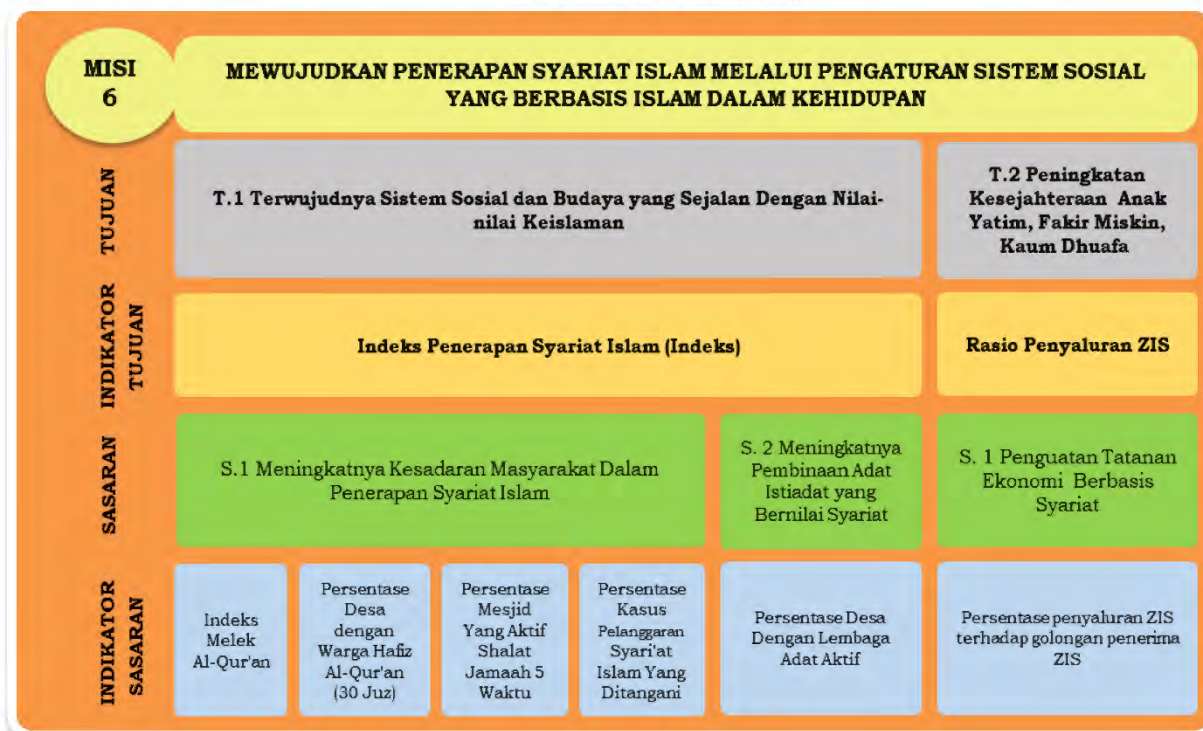 MISI
6
MEWUJUDKAN PENERAPAN SYARIAT ISLAM MELALUI PENGATURAN SISTEM SOSIAL
YANG BERBASIS ISLAM DALAM KEHIDUPAN
TUJUAN
T.1 Terwujudnya Sistem Sosial dan Budaya yang Sejalan Dengan Nilai-
nilai Keislaman
T.2 Peningkatan
Kesejahteraan Anak
Yatim, Fakir Miskin,
Kaum Dhuafa
INDIKATOR
TUJUAN
Indeks Penerapan Syariat Islam (Indeks)
Rasio Penyaluran ZIS
SASARAN
S.1 Meningkatnya Kesadaran Masyarakat Dalam
Penerapan Syariat Islam
S. 2 Meningkatnya
Pembinaan Adat
Istiadat yang
Bernilai Syariat
S. 1 Penguatan Tatanan
Ekonomi Berbasis
Syariat
INDIKATOR
SASARAN
Indeks
Melek
Al-Qur'an
Persentase
Desa
dengan
Warga Hafiz
Al-Qur'an
(30 Juz)
Persentase
Mesjid
Yang Aktif
Shalat
Jamaah 5
Waktu
Persentase
Kasus
Pelanggaran
Syari'at
Islam Yang
Ditangani
Persentase Desa
Dengan Lembaga
Adat Aktif
Persentase penyaluran ZIS
terhadap golongan penerima
ZIS